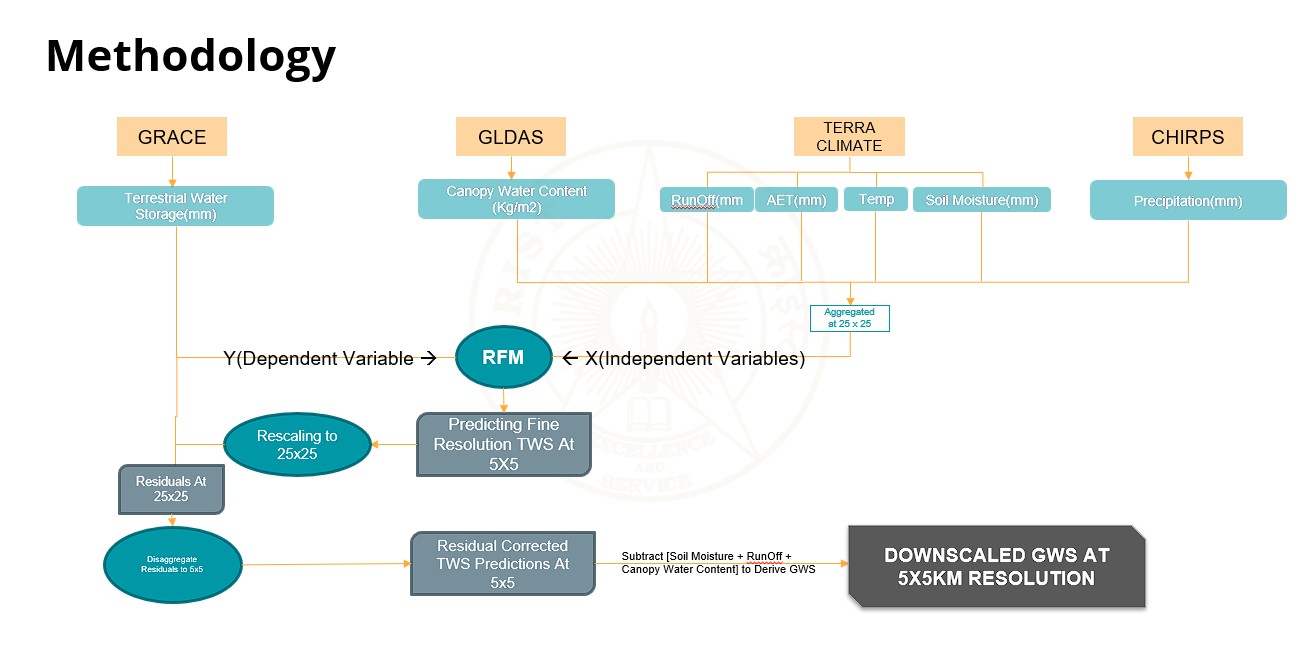 Methodology
GRACE
GLDAS
TERRA
CLIMATE
CHIRPS
Terrestrial Water
Storage(mm)
Canopy Water Content
(Kg/m2)
RunOff(mm
AET(mm)
Temp
Soil Moisture(mm)
Precipitation(mm)
Aggregated
at 25 x 25
Y(Dependent Variable →
RFM
← X(Independent Variables)
Predicting Fine
Resolution TWS At
5X5
Rescaling to
25x25
Residuals At
25x25
Disaggregate
Residuals to 5x5
Residual Corrected
TWS Predictions At
5x5
Subtract [Soil Moisture + RunOff +
Canopy Water Content] to Derive GWS
DOWNSCALED GWS AT
5X5KM RESOLUTION
EXCELLENCE
AND
SERVICE